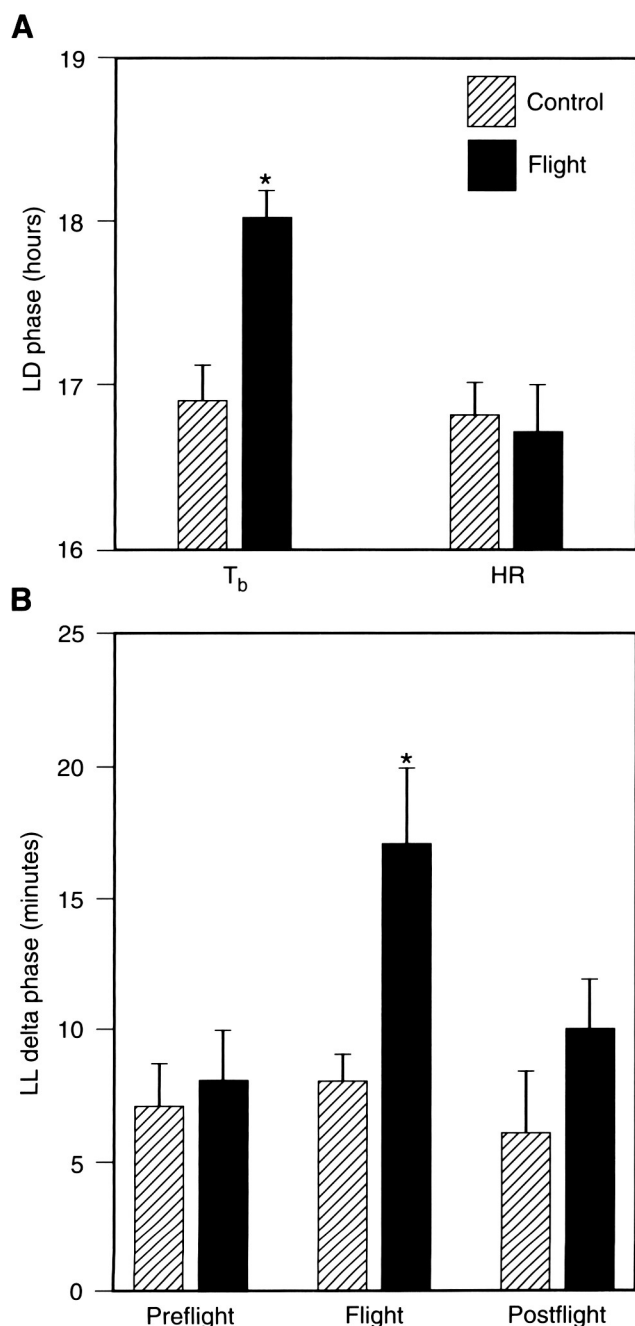 A
19
18
17
16
LD phase (hours)
Control
Flight
*
T_b
HR
B
25
20
15
10
5
0
LL delta phase (minutes)
*
Preflight
Flight
Postflight